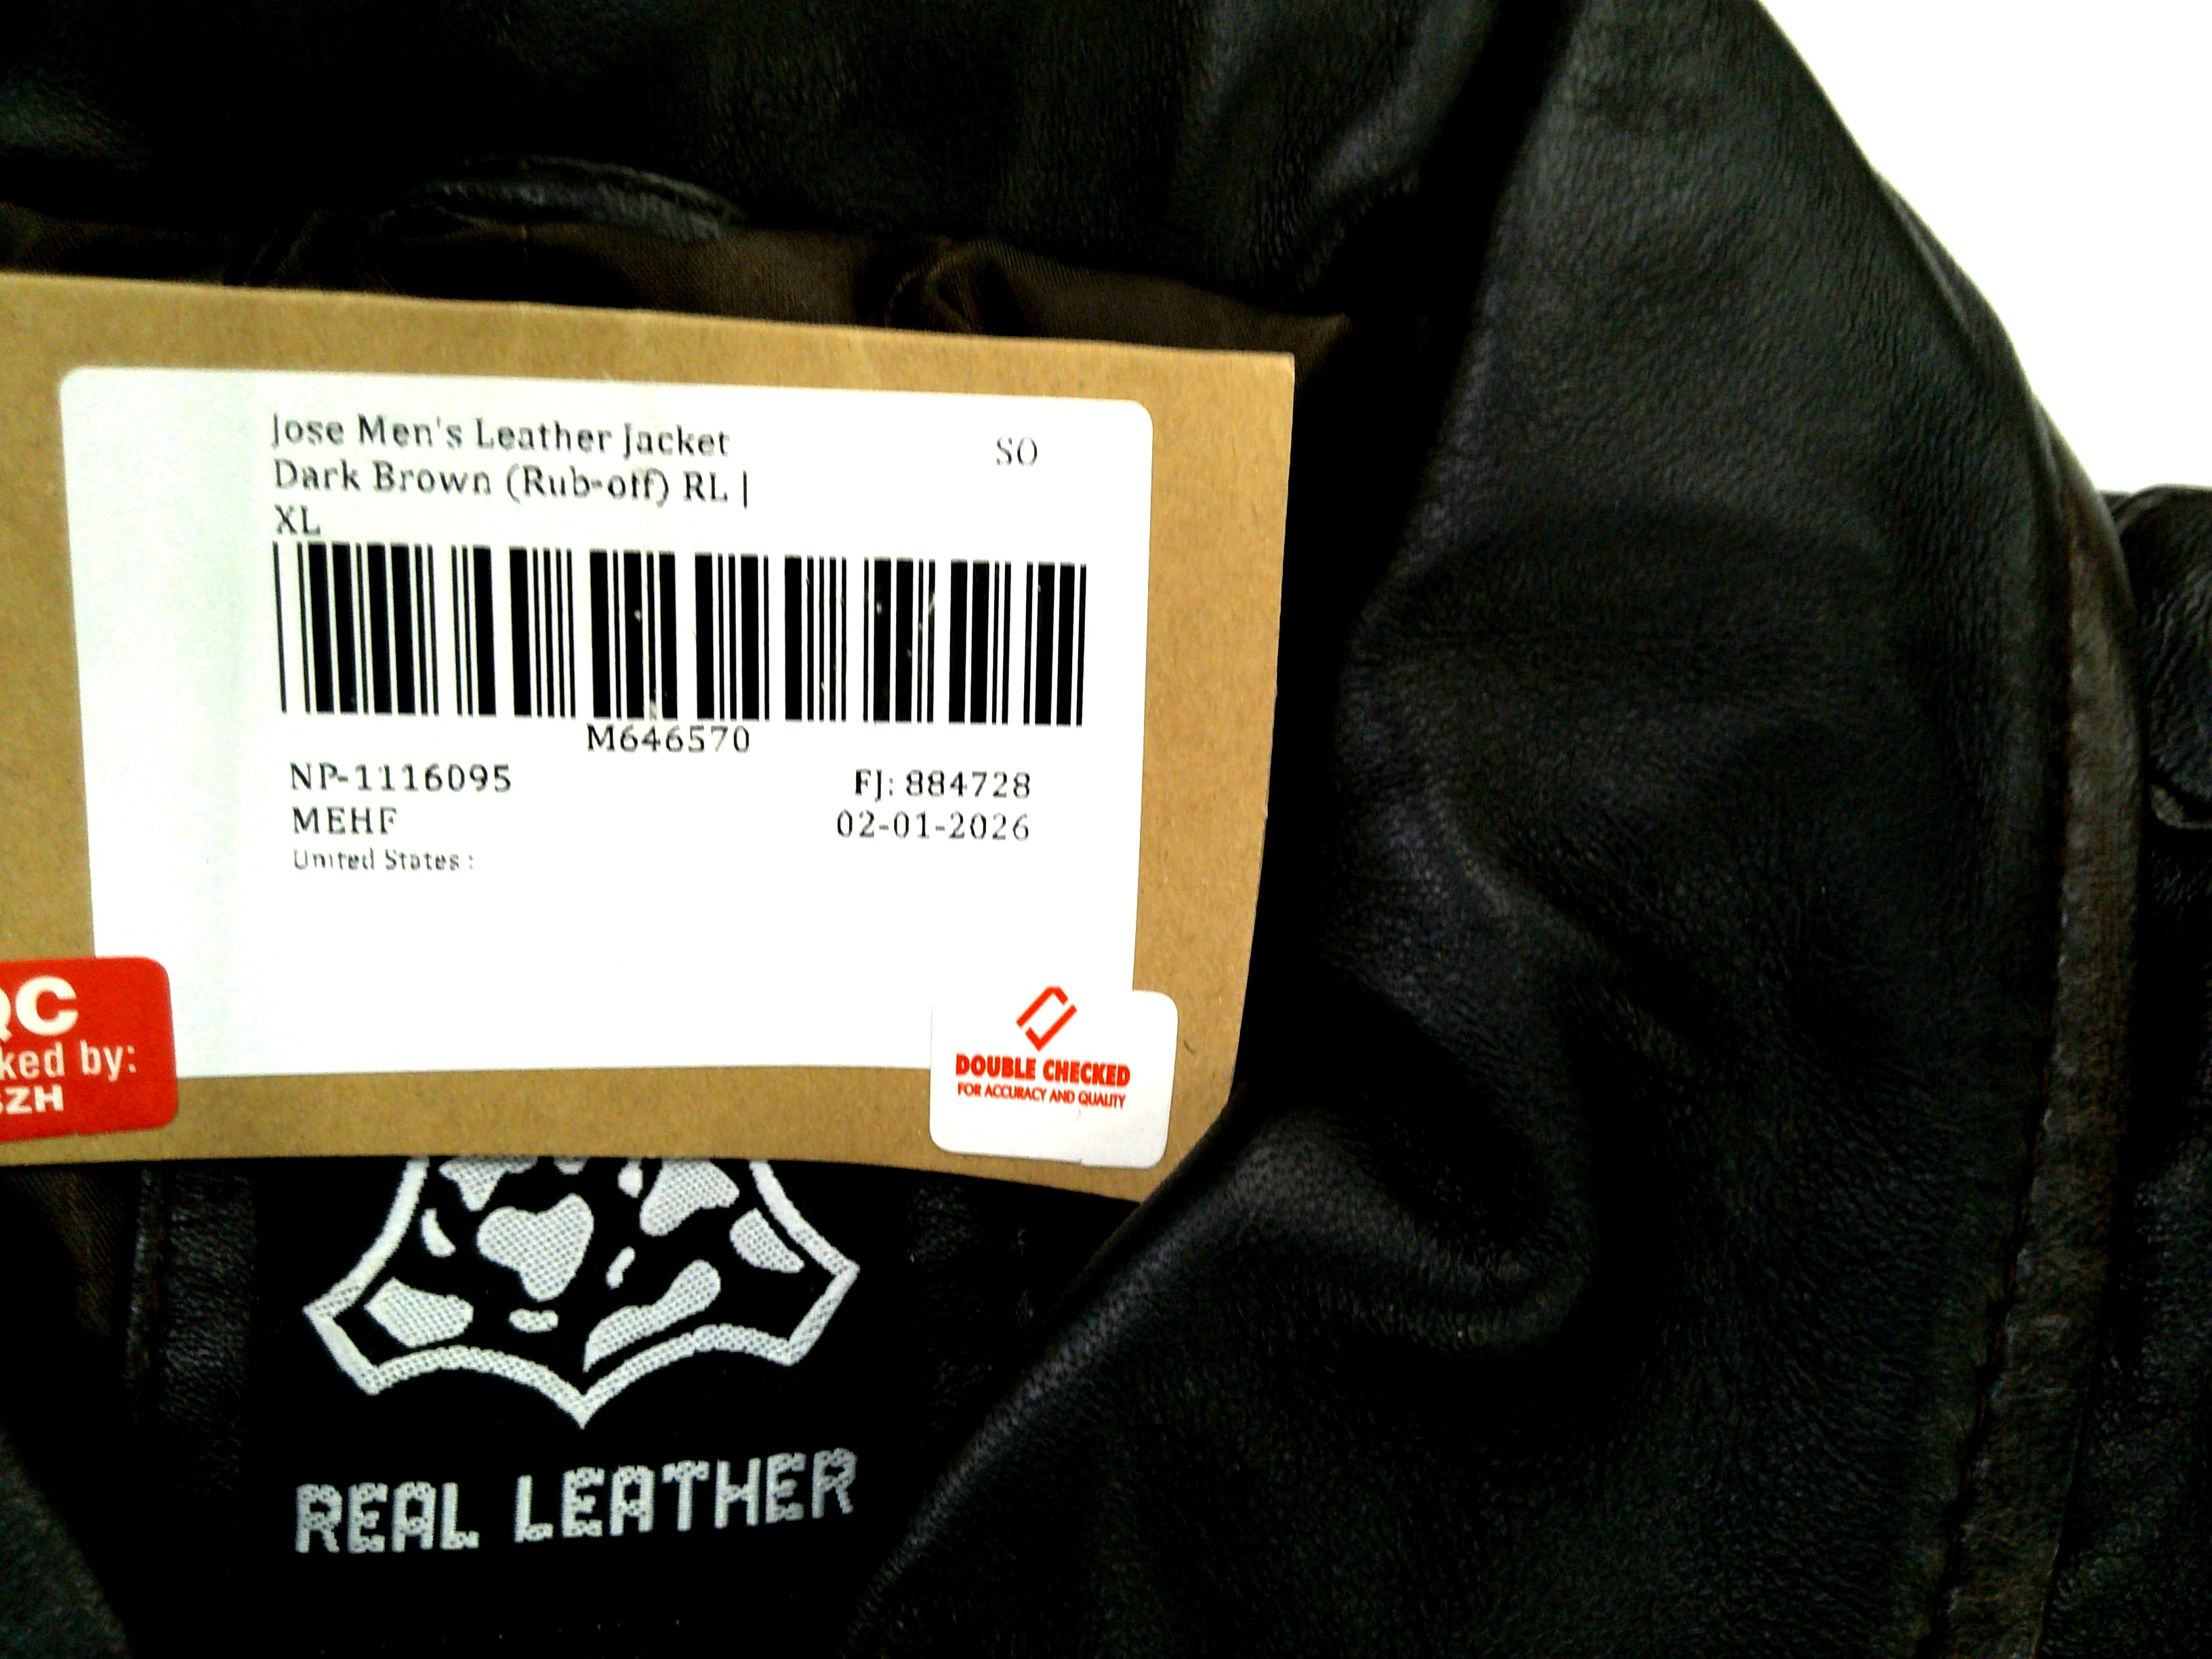 Jose Men's Leather Jacket
SO
Dark Brown (Rub-off) RL |
XL
M646570
NP-1116095
FJ: 884728
MEHF
02-01-2026
United States :
QC
ked by:
ZH
DOUBLE CHECKED
FOR ACCURACY AND QUALITY
REAL LEATHER